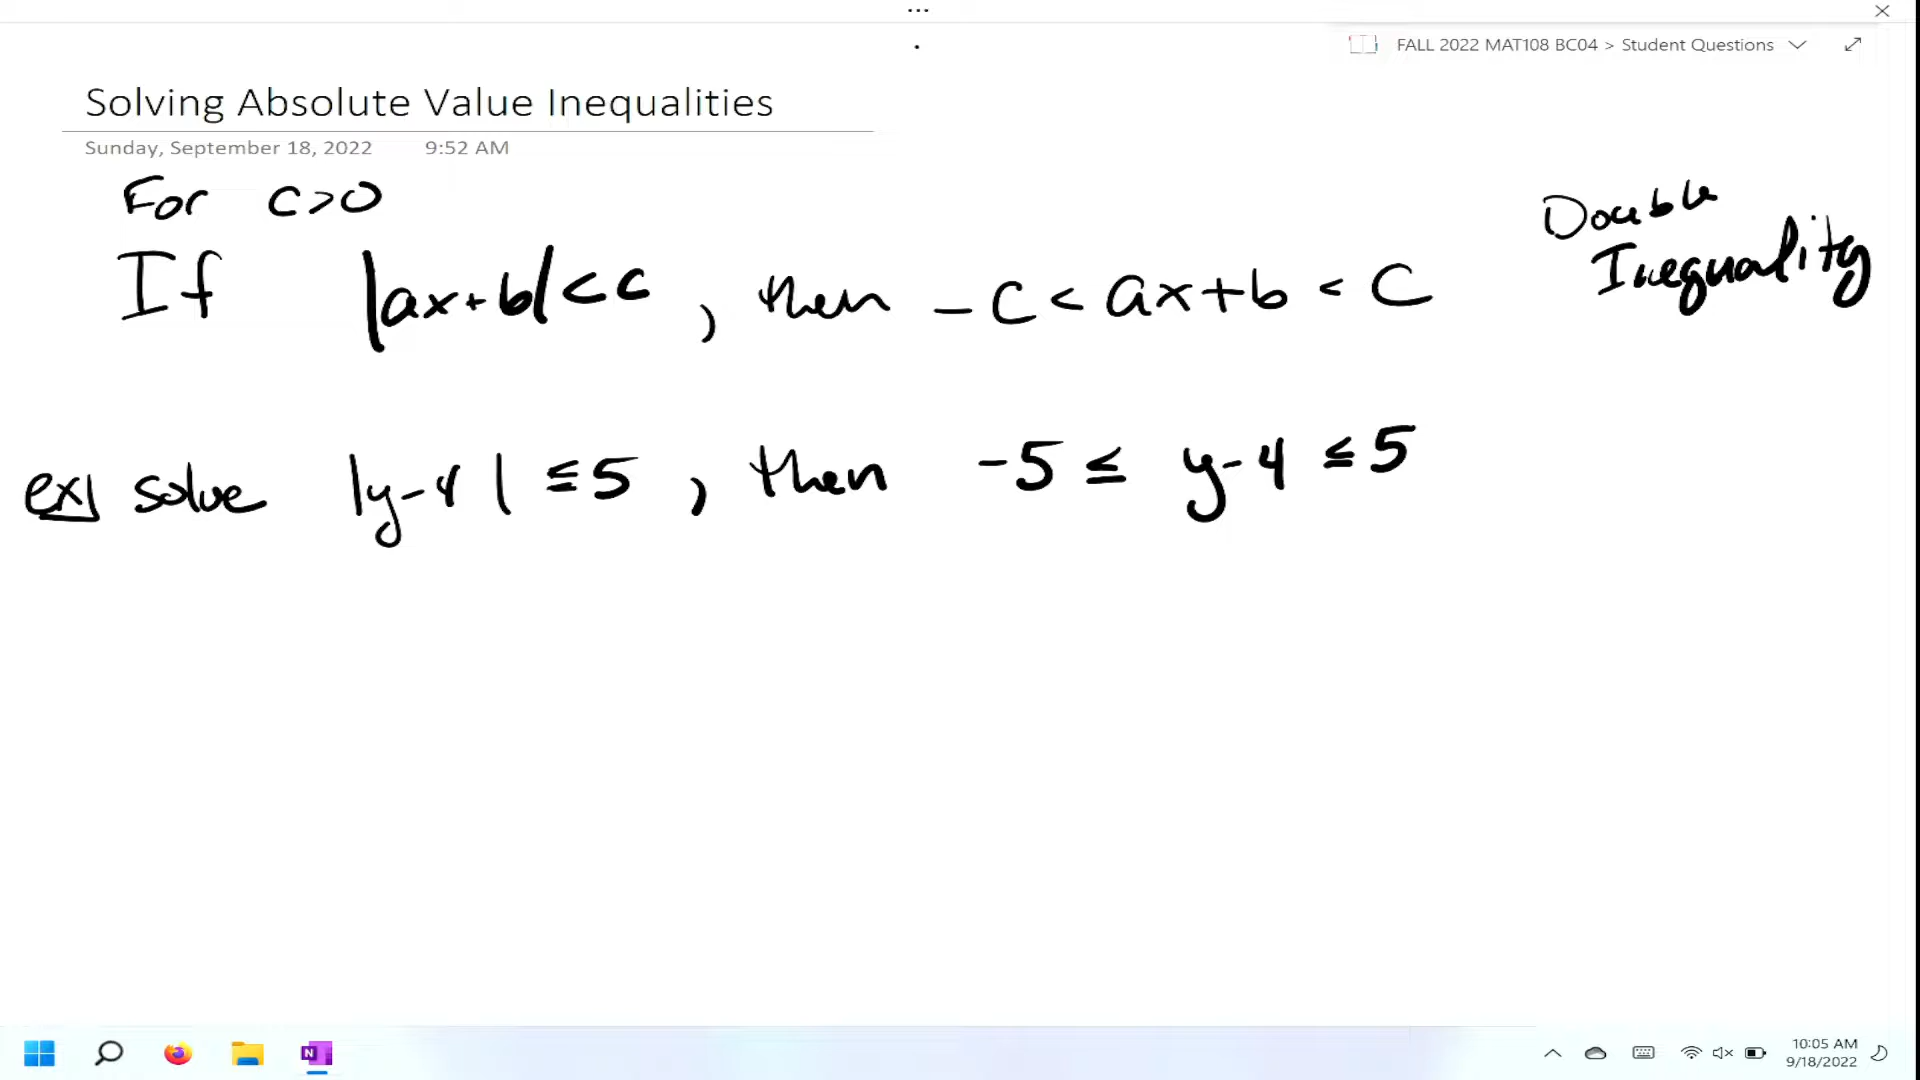 ...
FALL 2022 MAT108 BC04 > Student Questions
Solving Absolute Value Inequalities
Sunday, September 18, 2022 9:52 AM
For c>0
Double
Inequality
If |ax+b|<c, then -c<ax+b<c
ex) solve |y-4| ≤5, then -5≤ y-4 ≤5
10:05 AM
9/18/2022